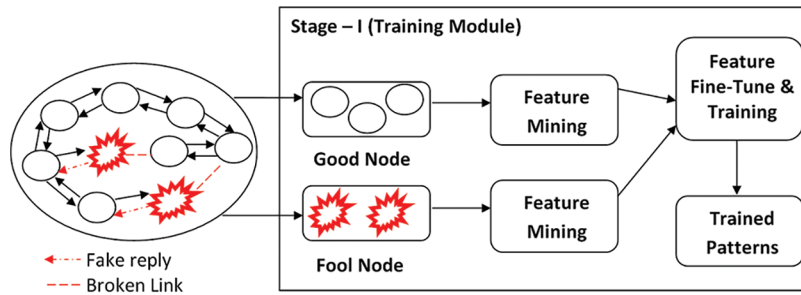 Stage – I (Training Module)
Good Node
Feature
Mining
Feature
Fine-Tune &
Training
Fool Node
Feature
Mining
Trained
Patterns
Fake reply
Broken Link